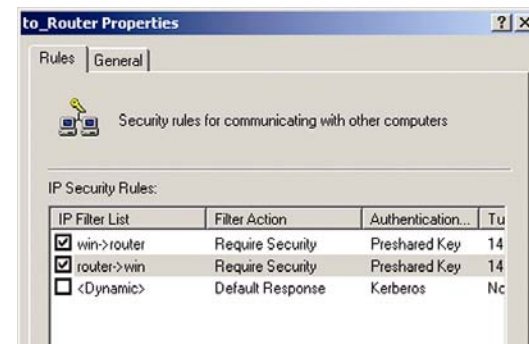 to_Router Properties
Rules General
Security rules for communicating with other computers
IP Security Rules:
IP Filter List Filter Action Authentication... Tu
win->router Require Security Preshared Key 14
router->win Require Security Preshared Key 14
<Dynamic> Default Response Kerberos Nc